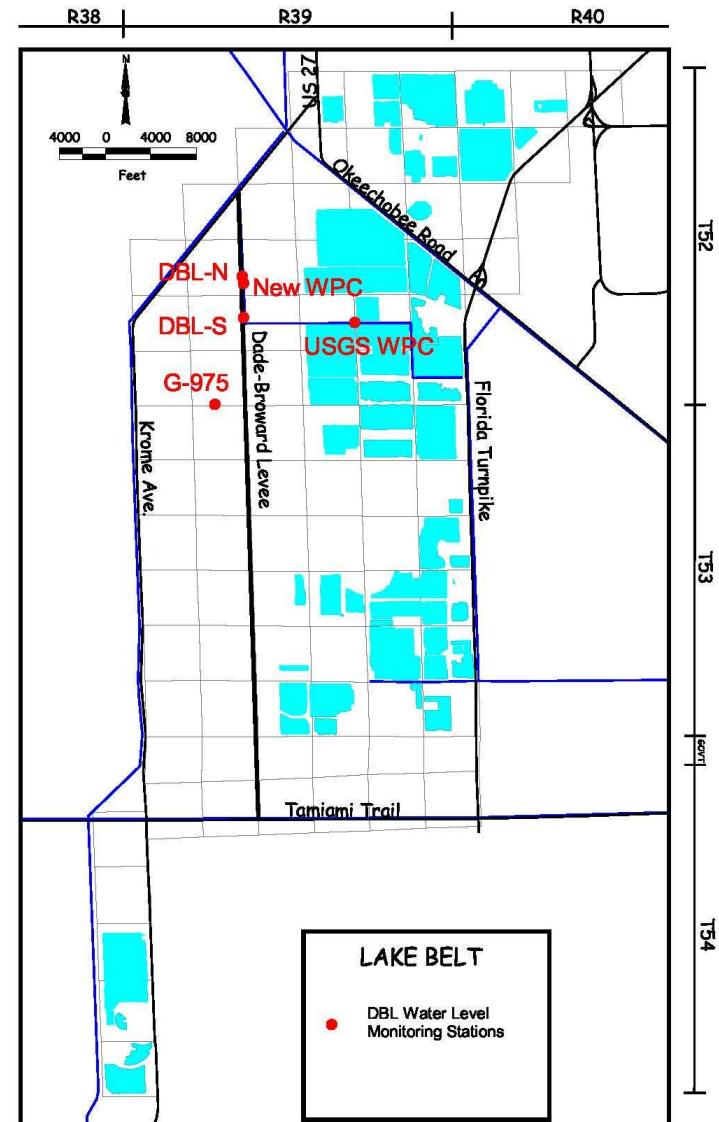 R38
R39
R40
N
US 27
4000 0 4000 8000
Feet
Okeechobee Road
T52
DBL-N
New WPC
DBL-S
USGS WPC
G-975
Krome Ave.
Dade-Broward Levee
Florida Turnpike
T53
Tamiami Trail
T54
LAKE BELT
DBL Water Level
Monitoring Stations